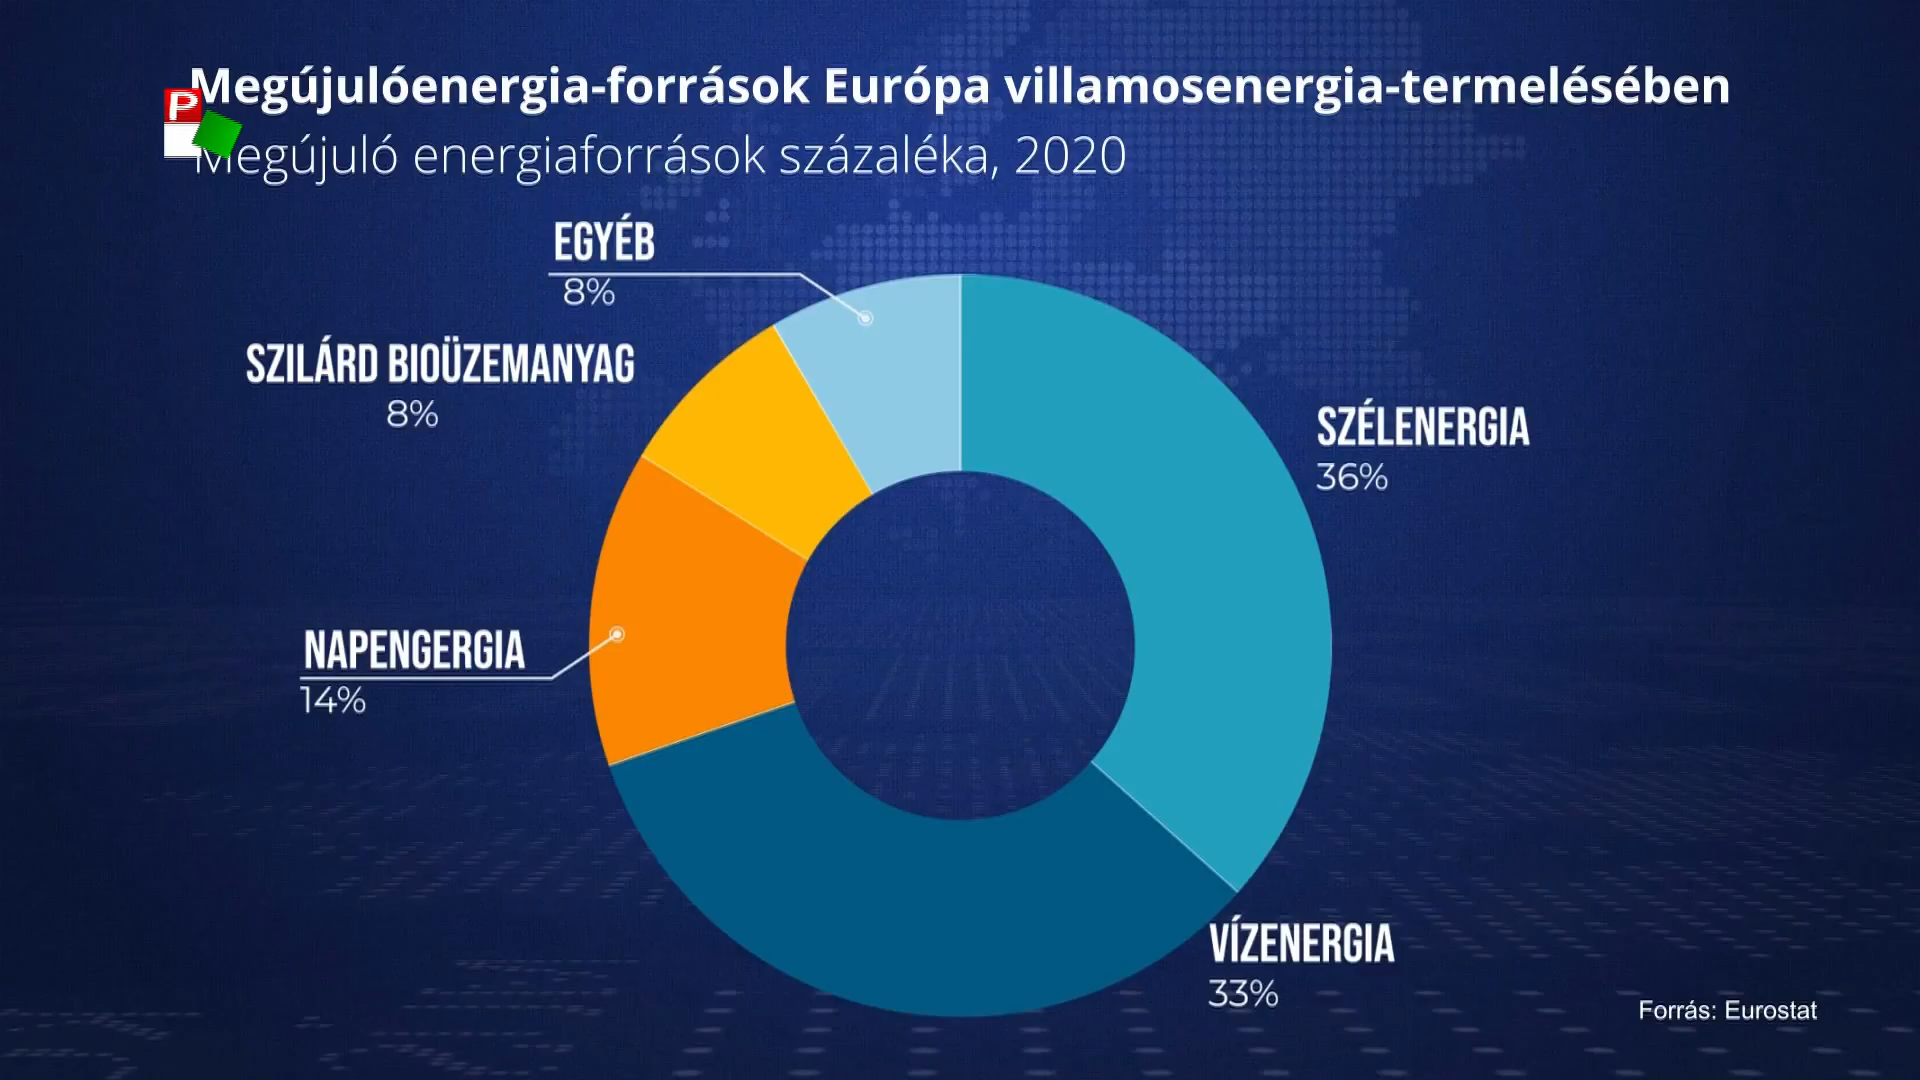 Megújulóenergia-források Európa villamosenergia-termelésében
P
Megújuló energiaforrások százaléka, 2020
EGYÉB
8%
SZILÁRD BIOÜZEMANYAG
8%
SZÉLENERGIA
36%
NAPENGERGIA
14%
VÍZENERGIA
33%
Forrás: Eurostat